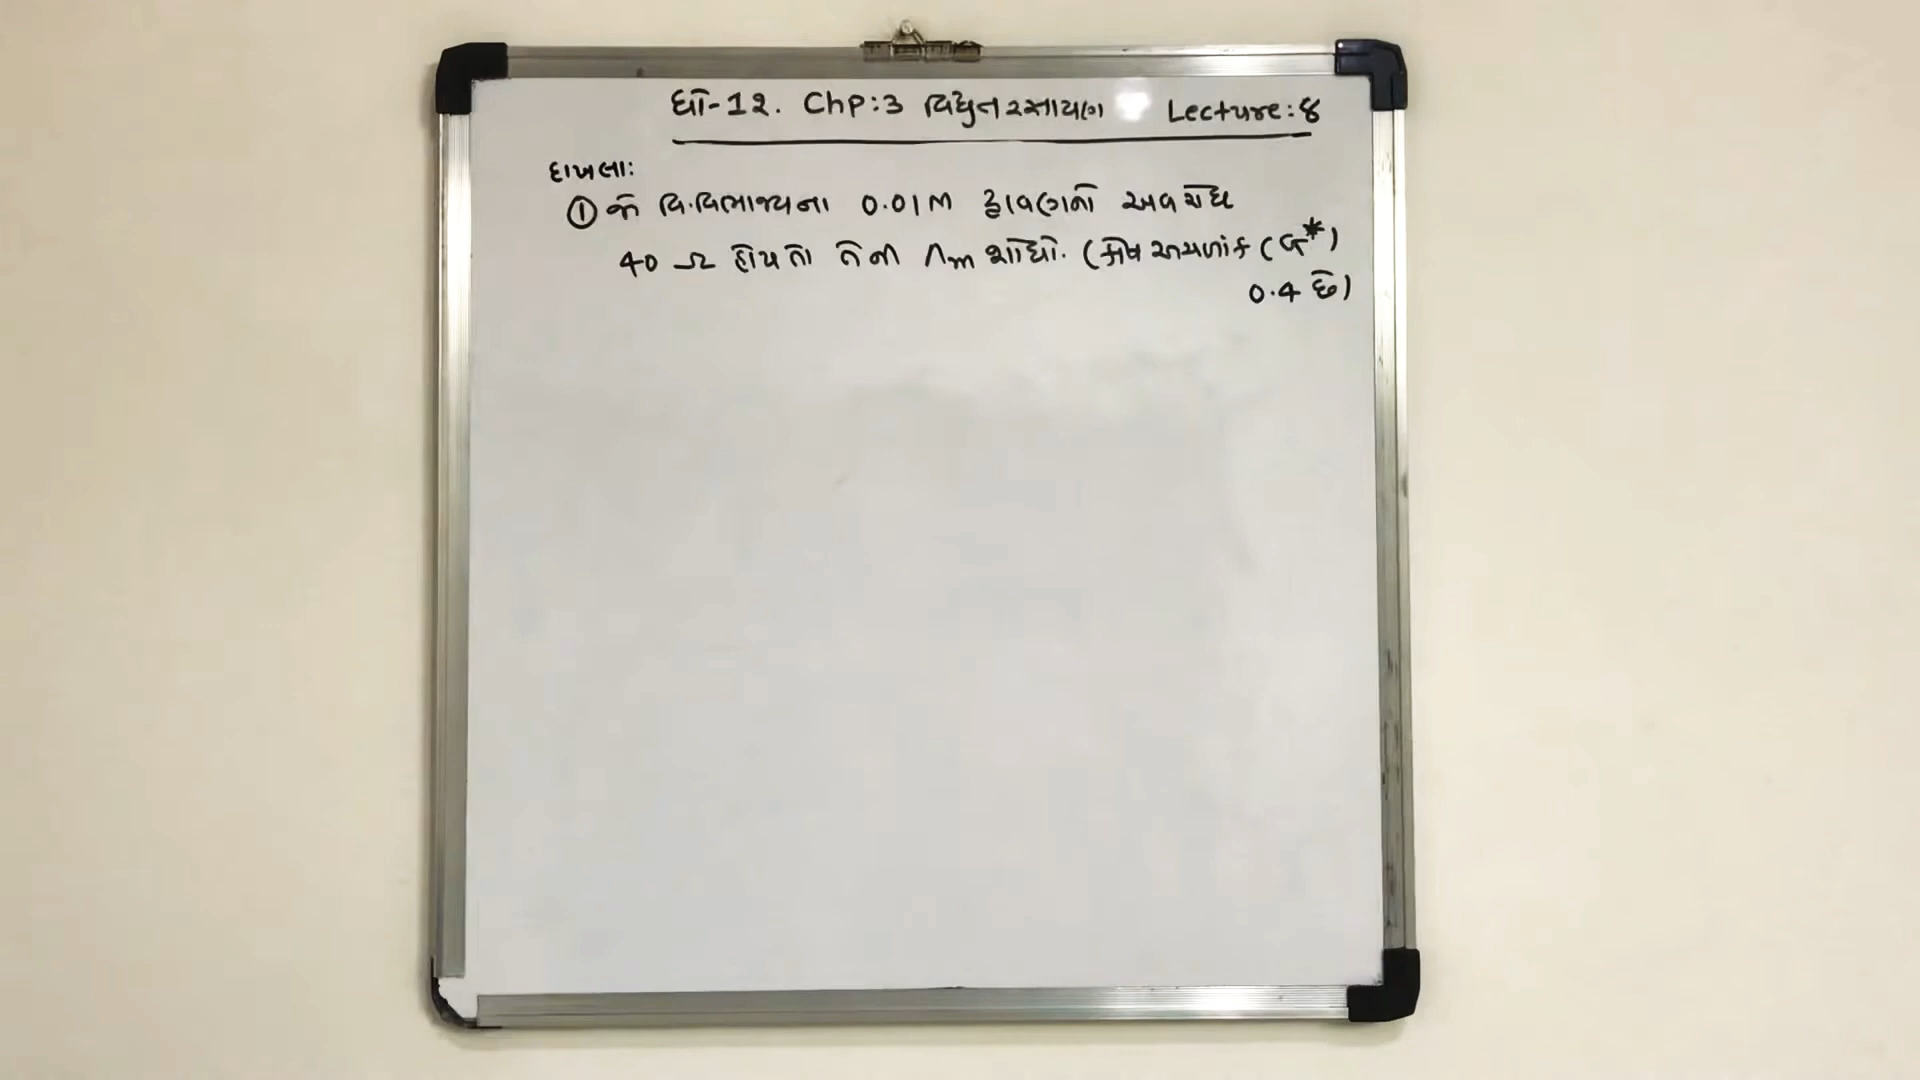 ધો-12. Chp:3 વિદ્યુતરસાયણ Lecture: 8
દાખલા:
① જે વિ.વિભાજ્યના 0.01M દ્રાવણનો અવરોધ
40 Ω હોય તો તેની Λm શોધો. (કોષ અચળાંક (G*)
0.4 છે)